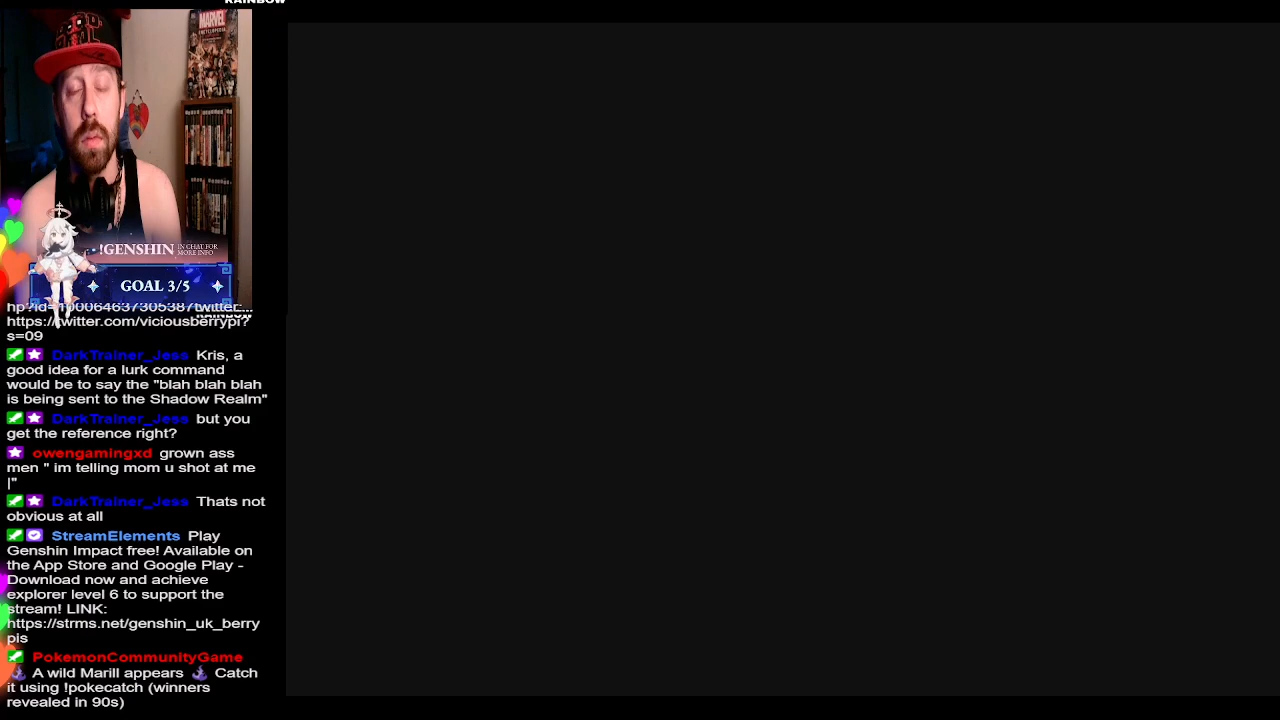 RAINBOW
MARVEL
ENCYCLOPEDIA
!GENSHIN IN CHAT FOR
MORE INFO
GOAL 3/5
RAINBOW
https://twitter.com/viciousberrypi?
s=09
DarkTrainer_Jess Kris, a
good idea for a lurk command
would be to say the "blah blah blah
is being sent to the Shadow Realm"
DarkTrainer_Jess but you
get the reference right?
owengamingxd grown ass
men " im telling mom u shot at me
|"
DarkTrainer_Jess Thats not
obvious at all
StreamElements Play
Genshin Impact free! Available on
the App Store and Google Play -
Download now and achieve
explorer level 6 to support the
stream! LINK:
https://strms.net/genshin_uk_berry
pis
PokemonCommunityGame
A wild Marill appears Catch
it using !pokecatch (winners
revealed in 90s)